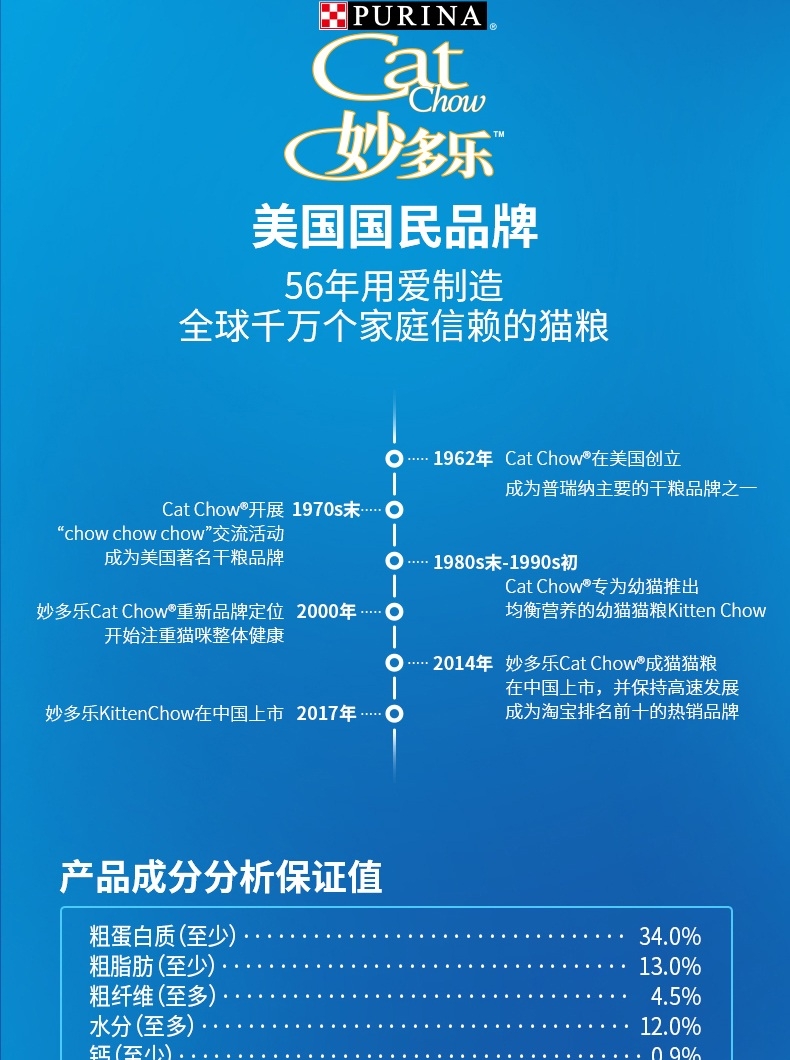 PURINA®
Cat
Chow
妙多乐™
美国国民品牌
56年用爱制造
全球千万个家庭信赖的猫粮
1962年 Cat Chow®在美国创立
成为普瑞纳主要的干粮品牌之一
Cat Chow®开展 1970s末
“chow chow chow”交流活动
成为美国著名干粮品牌
1980s末-1990s初
Cat Chow®专为幼猫推出
均衡营养的幼猫猫粮Kitten Chow
妙多乐Cat Chow®重新品牌定位 2000年
开始注重猫咪整体健康
2014年 妙多乐Cat Chow®成猫猫粮
在中国上市，并保持高速发展
成为淘宝排名前十的热销品牌
妙多乐KittenChow在中国上市 2017年
产品成分分析保证值
粗蛋白质(至少) 34.0%
粗脂肪(至少) 13.0%
粗纤维(至多) 4.5%
水分(至多) 12.0%
钙(至少) 0.9%